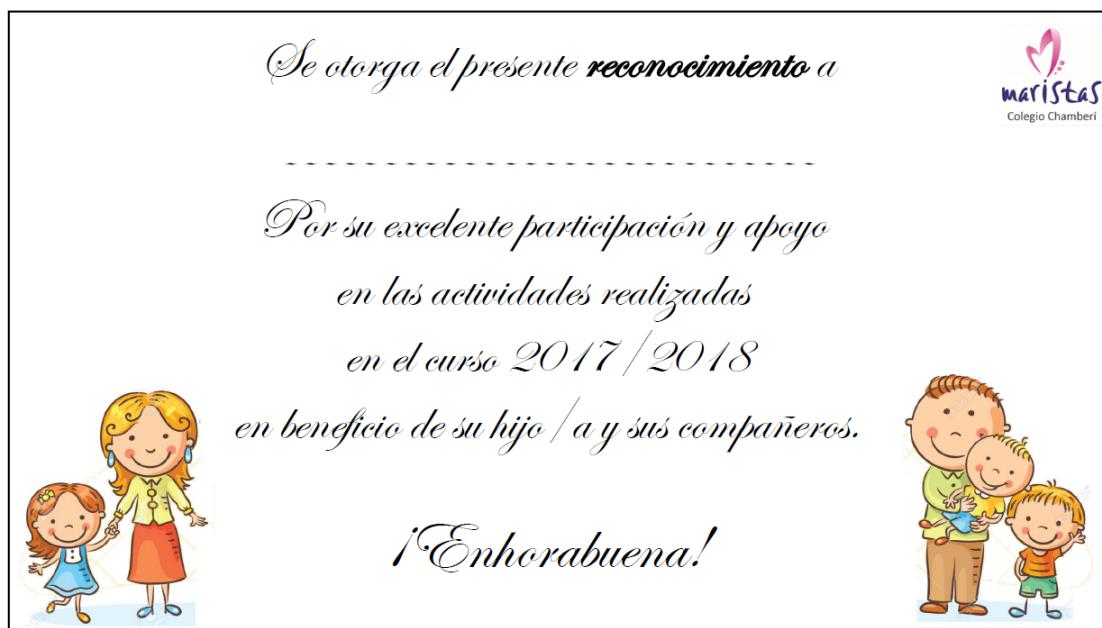 Se otorga el presente reconocimiento a
maristas
Colegio Chamberí
Por su excelente participación y apoyo
en las actividades realizadas
en el curso 2017/2018
en beneficio de su hijo/a y sus compañeros.
¡Enhorabuena!